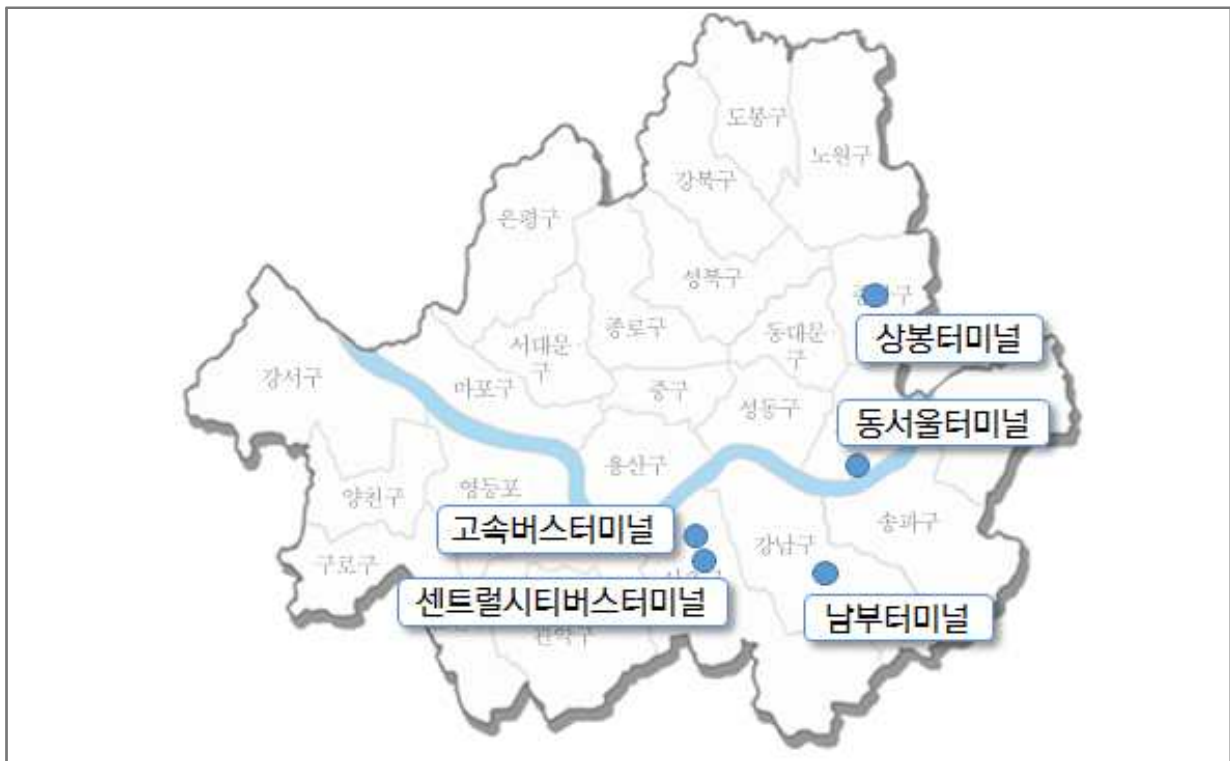 도봉구
노원구
강북구
은평구
성북구
상봉터미널
종로구
동대문
구
서대문
구
강서구
마포구
중구
성동구
동서울터미널
용산구
양천구
영등포
송파구
고속버스터미널
강남구
구로구
센트럴시티버스터미널
남부터미널
관악구